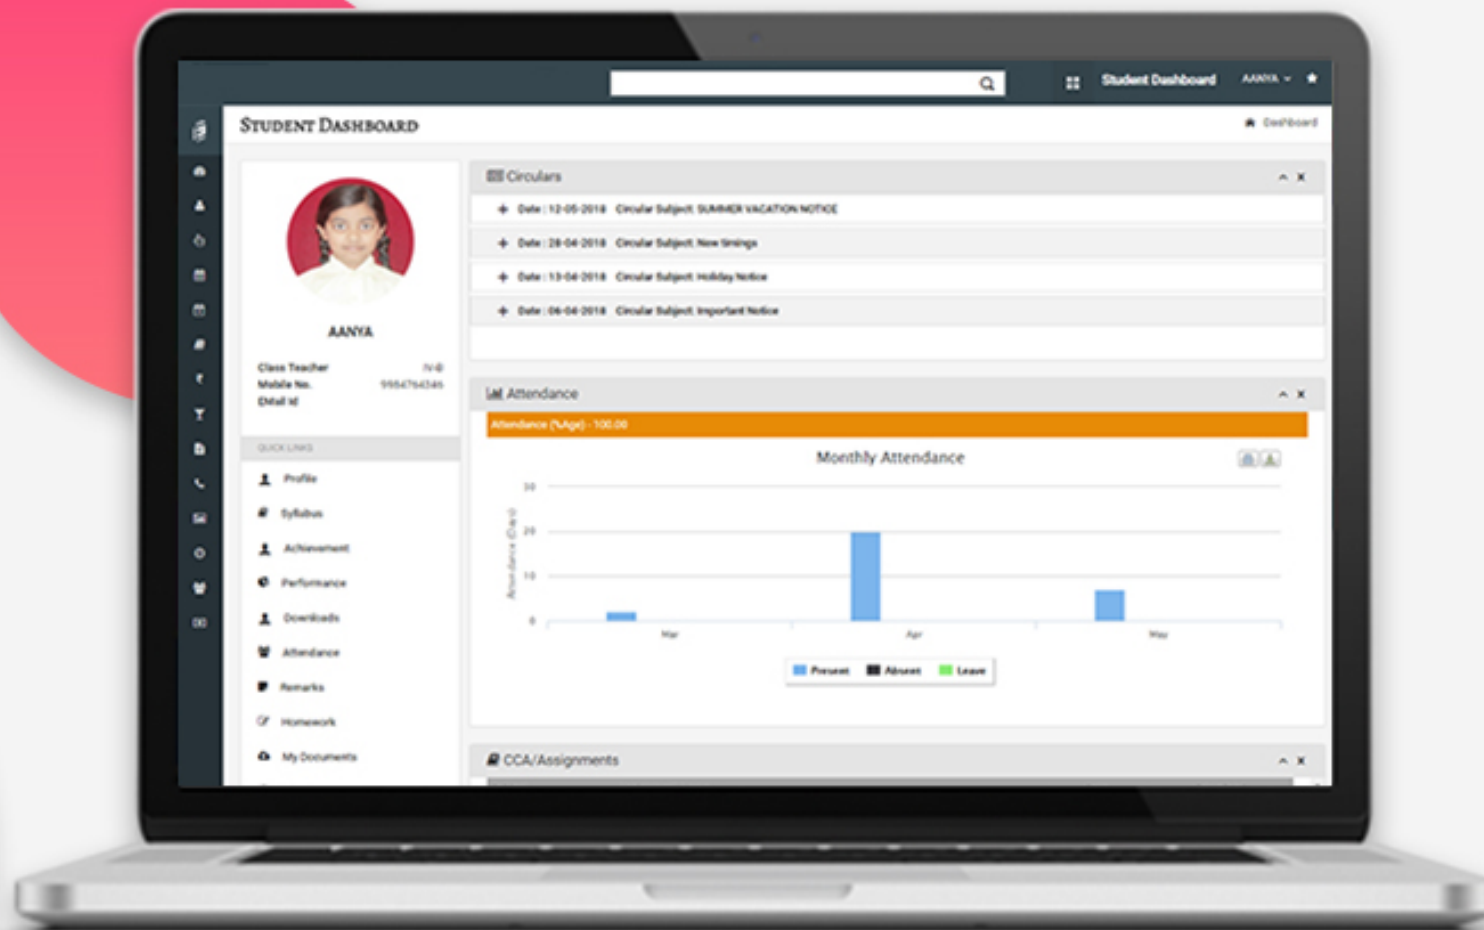 Student Dashboard AANYA
STUDENT DASHBOARD
Dashboard
AANYA
Class Teacher IV-B
Mobile No.
EMail Id
QUICK LINKS
Profile
Syllabus
Achievement
Performance
Downloads
Attendance
Remarks
Homework
My Documents
Circulars
Date : 12-05-2018 Circular Subject: SUMMER VACATION NOTICE
Date : 28-04-2018 Circular Subject: New timings
Date : 13-04-2018 Circular Subject: Holiday Notice
Date : 06-04-2018 Circular Subject: Important Notice
Attendance
Attendance (%Age) - 100.00
Monthly Attendance
Attendance (Days)
30
20
10
0
Mar Apr May
Present Absent Leave
CCA/Assignments